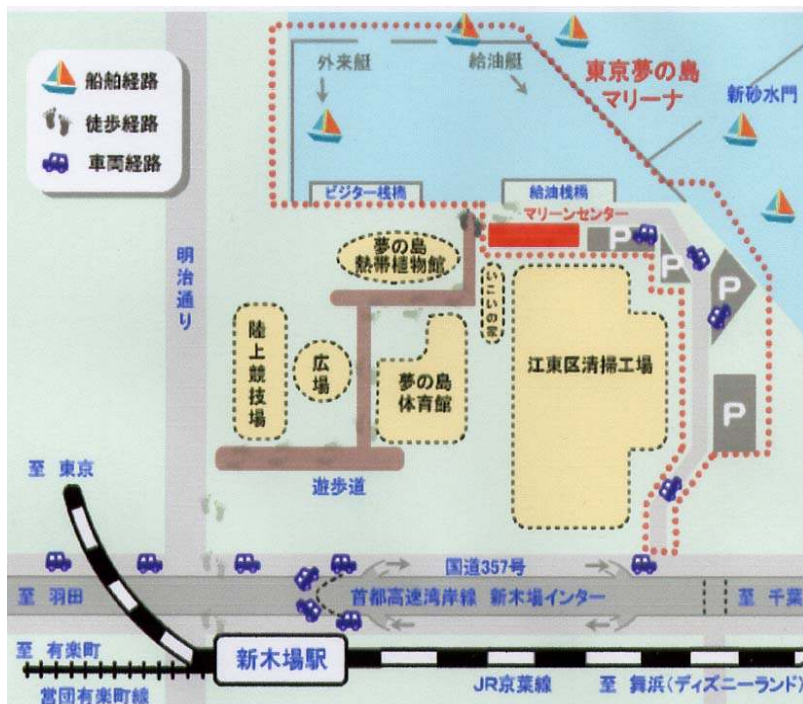 船舶経路
徒歩経路
車両経路
外来艇
給油艇
東京夢の島
マリーナ
新砂水門
ビジター桟橋
給油桟橋
マリーンセンター
明治通り
夢の島
熱帯植物館
いこいの家
P
P
P
P
陸上競技場
広場
夢の島
体育館
江東区清掃工場
遊歩道
至 東京
国道357号
至 羽田
首都高速湾岸線 新木場インター
至 千葉
至 有楽町
新木場駅
営団有楽町線
JR京葉線
至 舞浜(ディズニーランド)